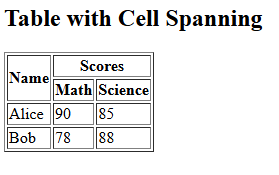 Table with Cell Spanning
Name Scores
Math Science
Alice 90 85
Bob 78 88